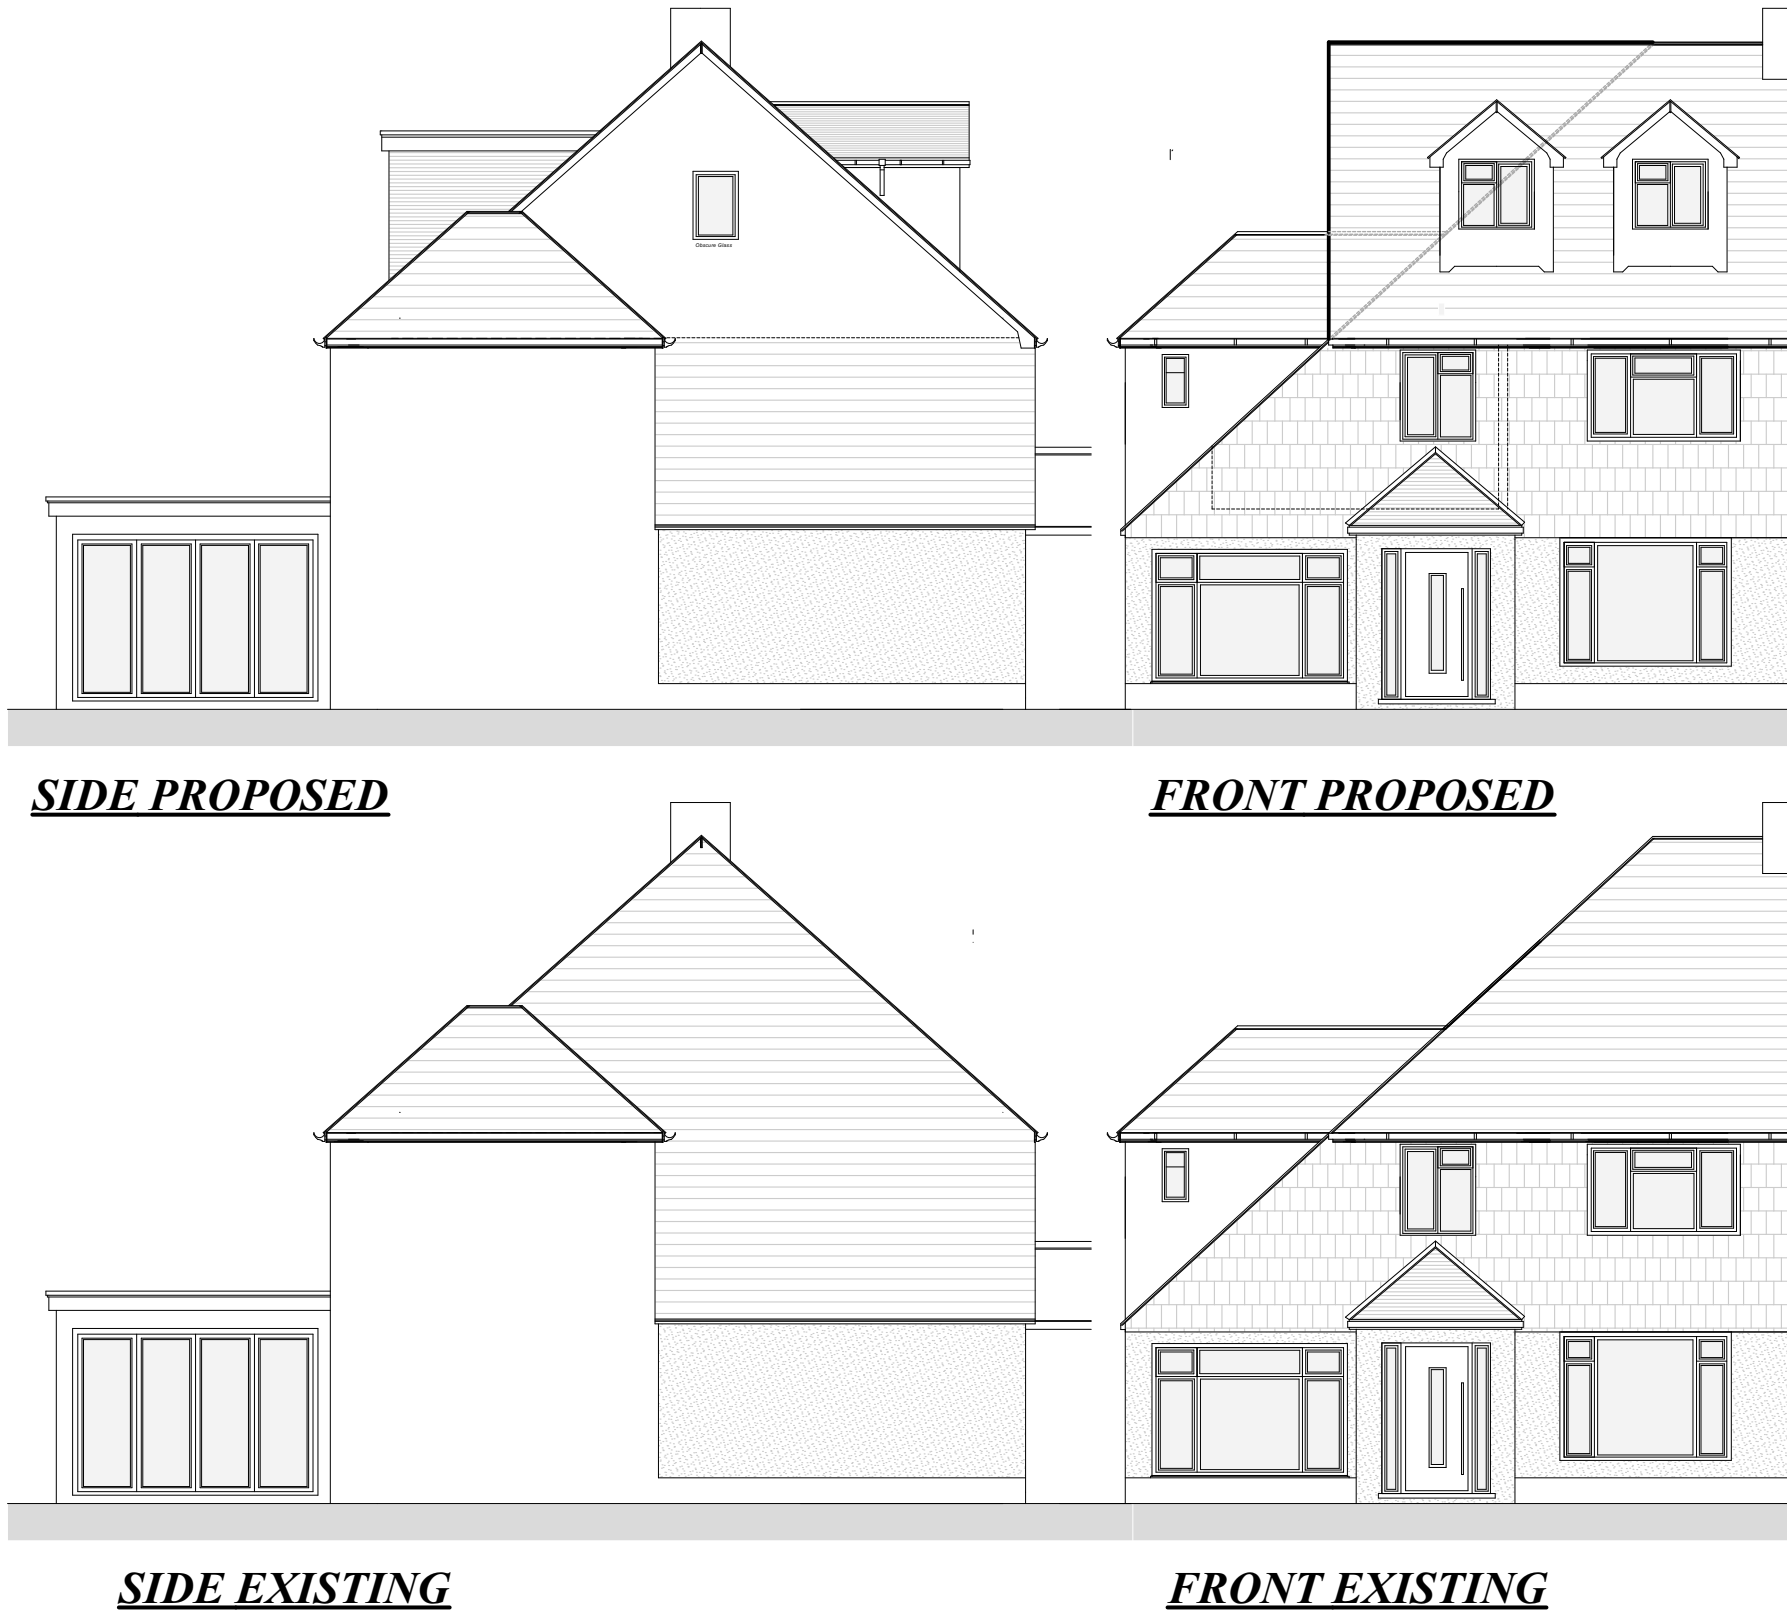 Obscure Glass
SIDE PROPOSED
FRONT PROPOSED
SIDE EXISTING
FRONT EXISTING